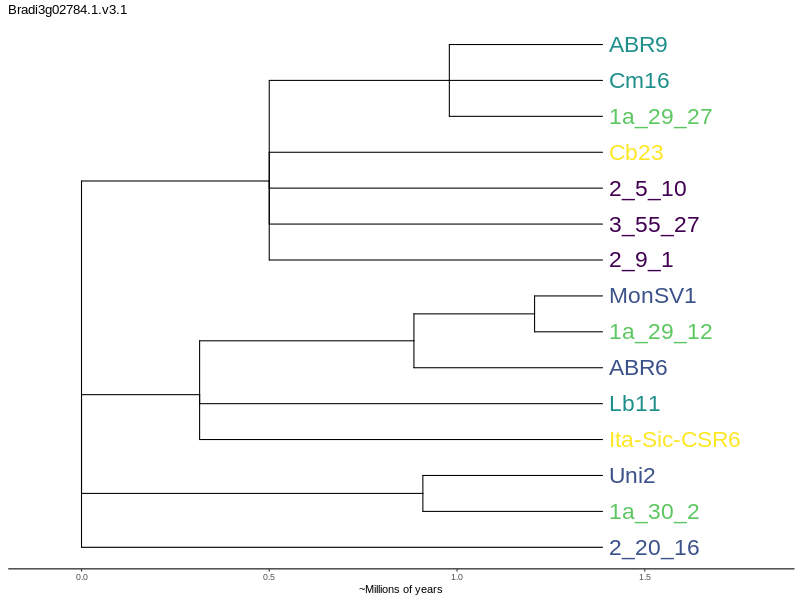 Bradi3g02784.1.v3.1
ABR9
Cm16
1a_29_27
Cb23
2_5_10
3_55_27
2_9_1
MonSV1
1a_29_12
ABR6
Lb11
Ita-Sic-CSR6
Uni2
1a_30_2
2_20_16
0.0 0.5 1.0 1.5
~Millions of years